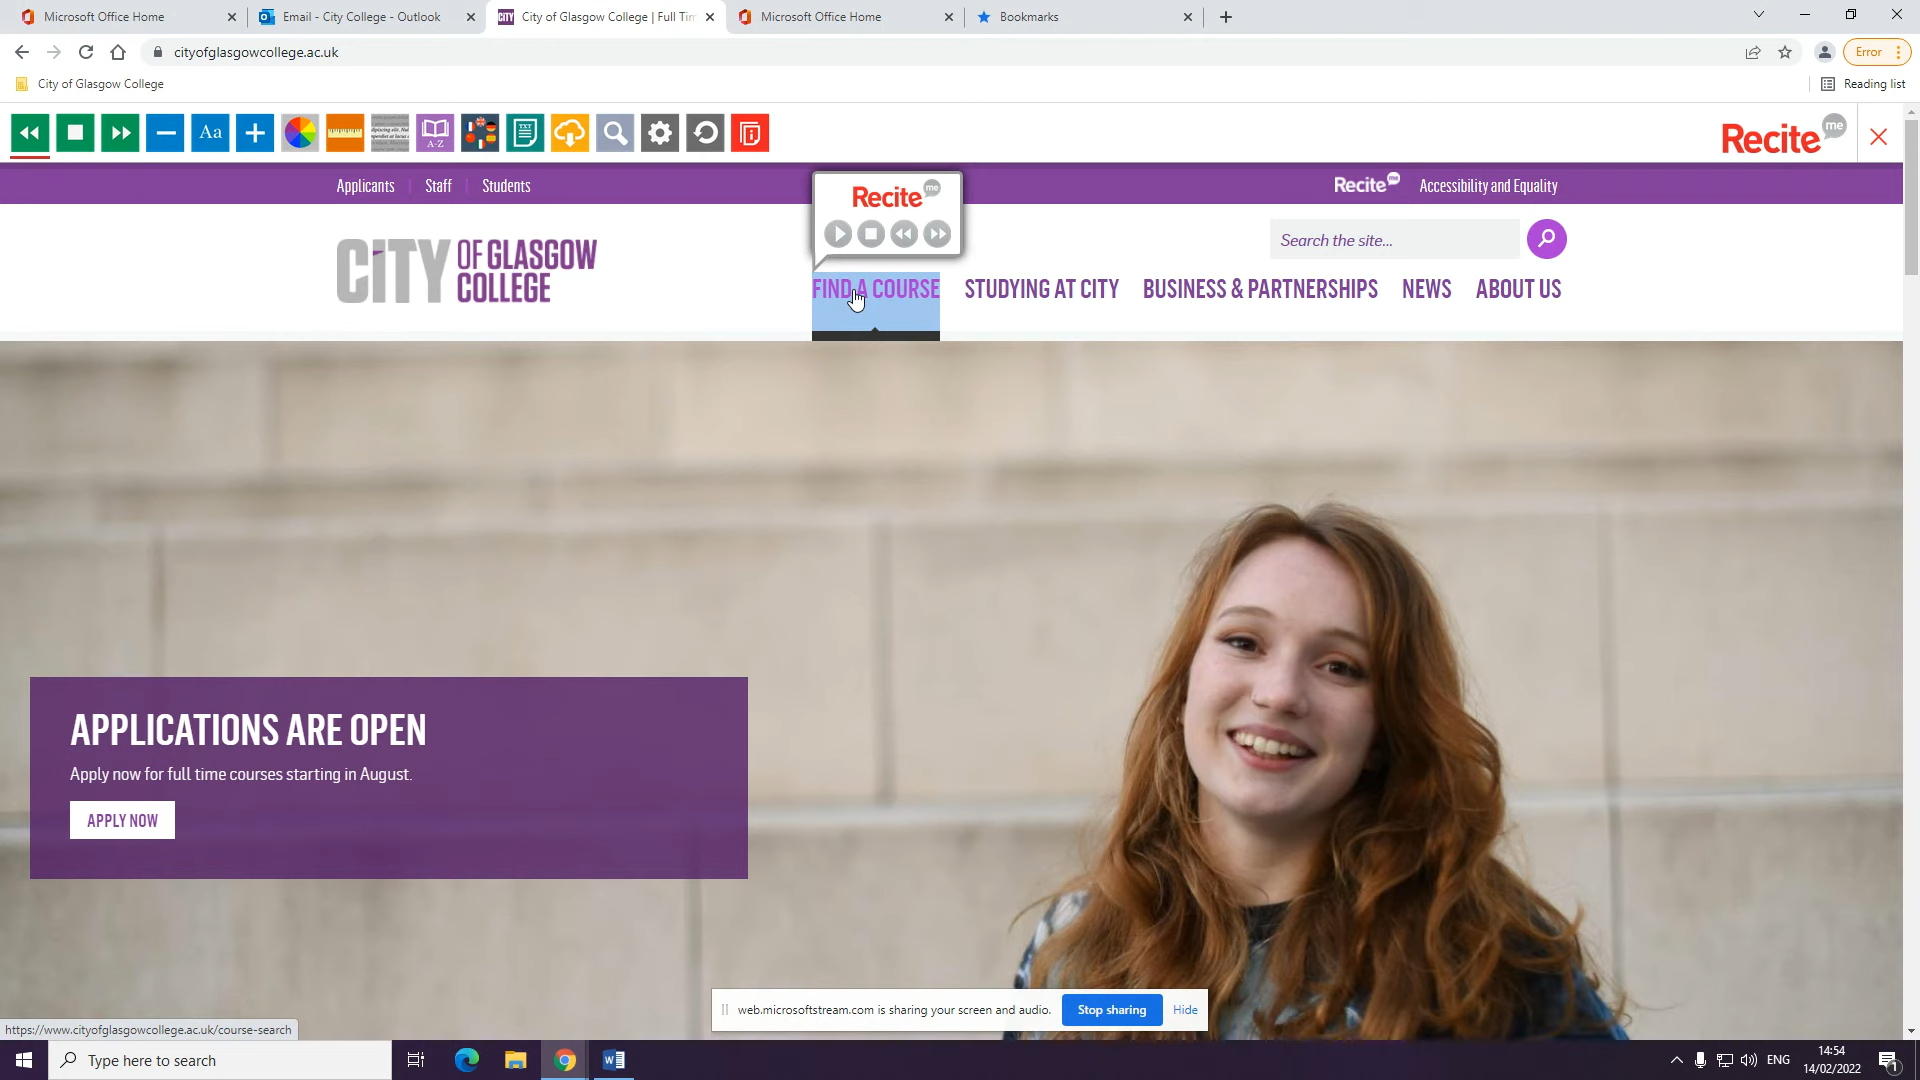 Microsoft Office Home
Email - City College - Outlook
City of Glasgow College | Full Tim
Microsoft Office Home
Bookmarks
cityofglasgowcollege.ac.uk
Error
City of Glasgow College
Reading list
Aa
A-Z
TXT
Recite me
Applicants
Staff
Students
Recite me
Accessibility and Equality
Recite me
CITY OF GLASGOW COLLEGE
Search the site...
FIND A COURSE
STUDYING AT CITY
BUSINESS & PARTNERSHIPS
NEWS
ABOUT US
APPLICATIONS ARE OPEN
Apply now for full time courses starting in August.
APPLY NOW
web.microsoftstream.com is sharing your screen and audio.
Stop sharing
Hide
https://www.cityofglasgowcollege.ac.uk/course-search
Type here to search
ENG
14:54
14/02/2022
1